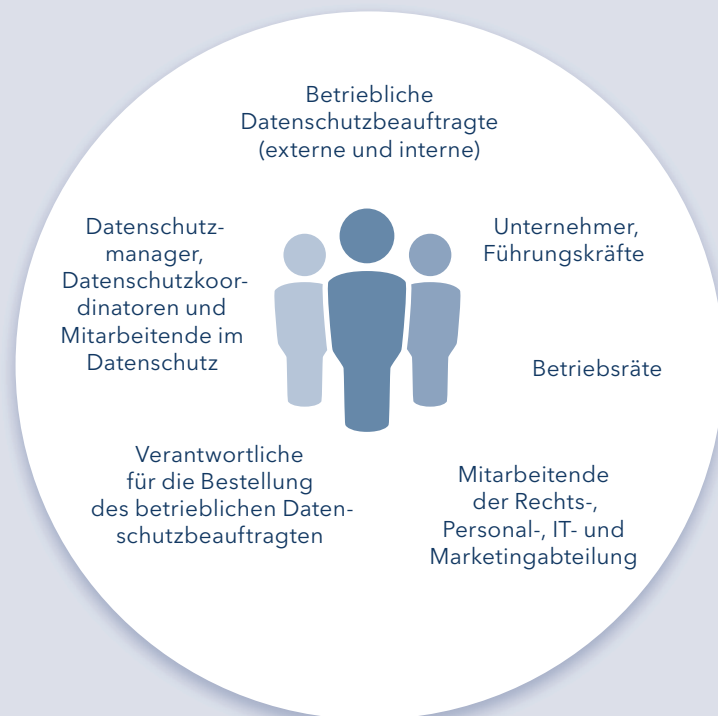 Betriebliche
Datenschutzbeauftragte
(externe und interne)
Unternehmer,
Führungskräfte
Betriebsräte
Mitarbeitende
der Rechts-,
Personal-, IT- und
Marketingabteilung
Verantwortliche
für die Bestellung
des betrieblichen Daten-
schutzbeauftragten
Datenschutz-
manager,
Datenschutzkoor-
dinatoren und
Mitarbeitende im
Datenschutz